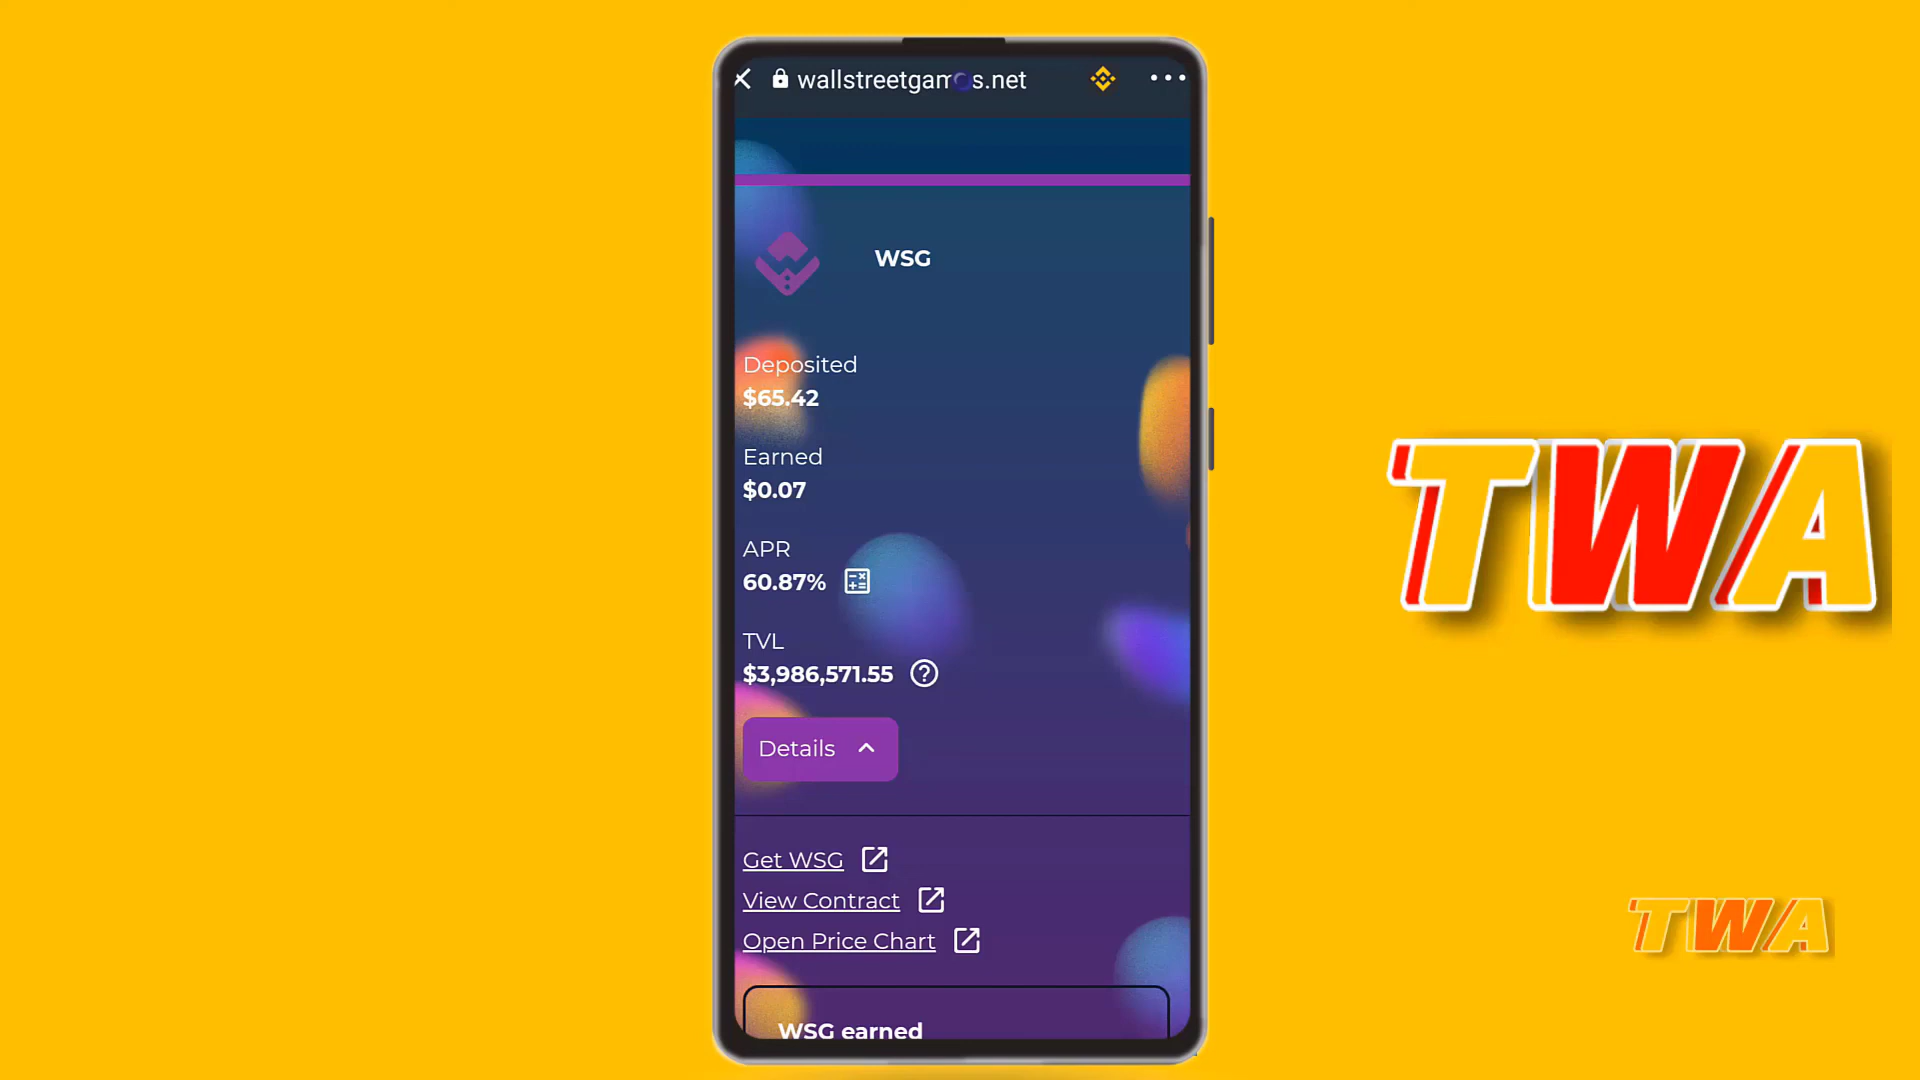 wallstreetgames.net
WSG
Deposited
$65.42
Earned
$0.07
APR
60.87%
TVL
$3,986,571.55
Details
Get WSG
View Contract
Open Price Chart
WSG earned
TWA
TWA